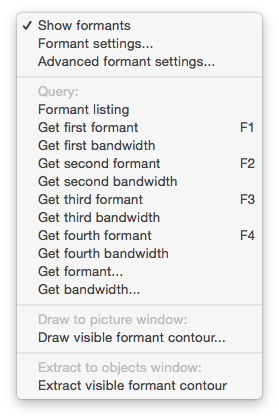 ✓ Show formants
Formant settings...
Advanced formant settings...
Query:
Formant listing
Get first formant F1
Get first bandwidth
Get second formant F2
Get second bandwidth
Get third formant F3
Get third bandwidth
Get fourth formant F4
Get fourth bandwidth
Get formant...
Get bandwidth...
Draw to picture window:
Draw visible formant contour...
Extract to objects window:
Extract visible formant contour